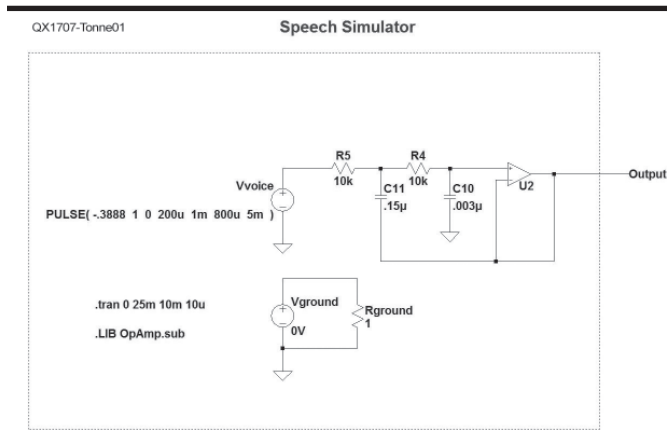 QX1707-Tonne01
Speech Simulator
R5
10k
R4
10k
C11
.15µ
C10
.003µ
U2
Output
Vvoice
PULSE( -.3888 1 0 200u 1m 800u 5m )
.tran 0 25m 10m 10u
.LIB OpAmp.sub
Vground
0V
Rground
1